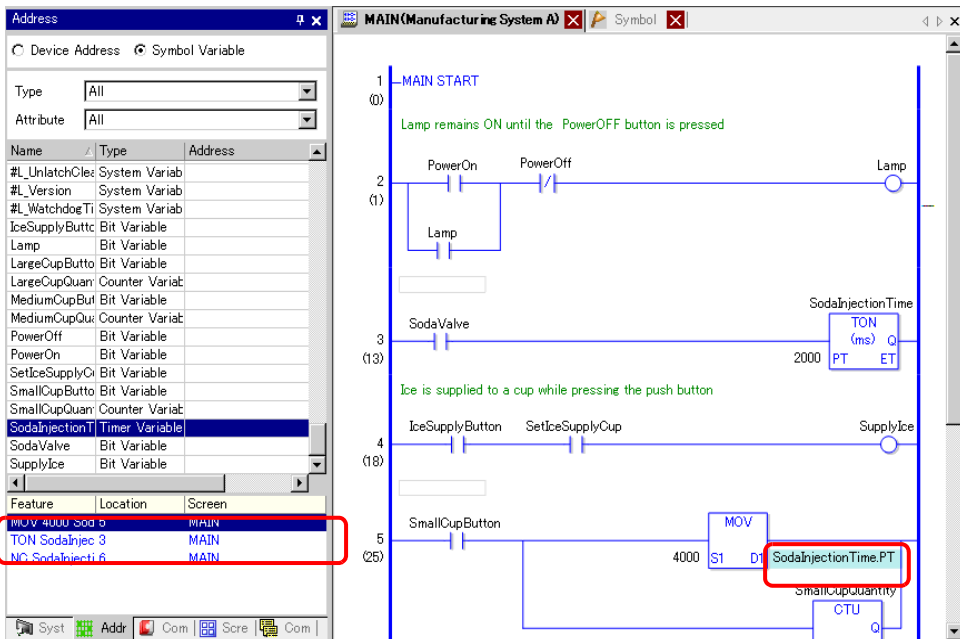 Address
Device Address Symbol Variable
Type All
Attribute All
Name Type Address
#L_UnlatchClea System Variab
#L_Version System Variab
#L_WatchdogTi System Variab
IceSupplyButtc Bit Variable
Lamp Bit Variable
LargeCupButto Bit Variable
LargeCupQuan Counter Variat
MediumCupBut Bit Variable
MediumCupQua Counter Variat
PowerOff Bit Variable
PowerOn Bit Variable
SetIceSupplyC Bit Variable
SmallCupButto Bit Variable
SmallCupQuan Counter Variat
SodaInjectionT Timer Variable
SodaValve Bit Variable
SupplyIce Bit Variable
Feature Location Screen
MOV 4000 Sod 5 MAIN
TON SodaInjec 3 MAIN
NC SodaInjecti 6 MAIN
Syst Addr Com Scre Com
MAIN(Manufacturing System A) Symbol
1 MAIN START
(0)
Lamp remains ON until the PowerOFF button is pressed
PowerOn PowerOff Lamp
2
(1)
Lamp
SodaInjectionTime
SodaValve TON
3 (ms) Q
(13) 2000 PT ET
Ice is supplied to a cup while pressing the push button
IceSupplyButton SetIceSupplyCup SupplyIce
4
(18)
SmallCupButton MOV
5
(25) 4000 S1 D1 SodaInjectionTime.PT
SmallCupQuantity
CTU
Q